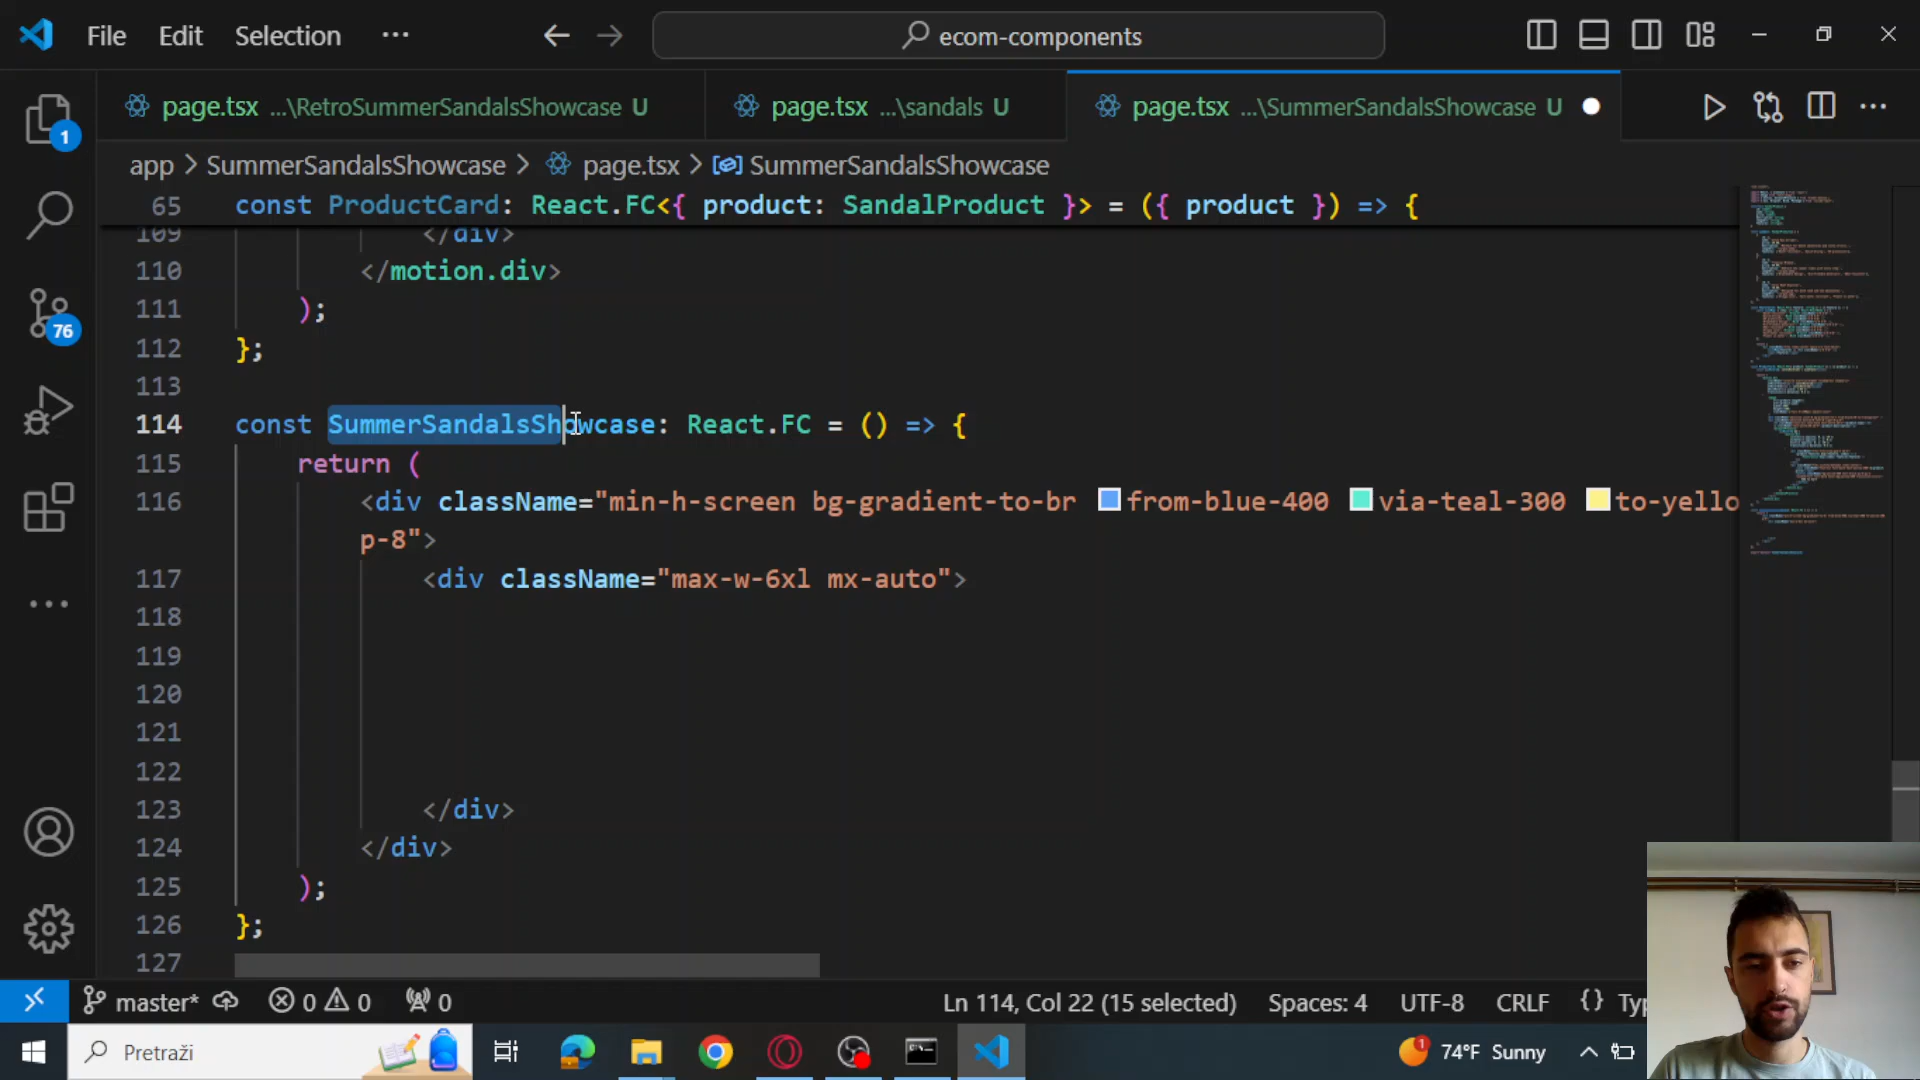 File Edit Selection ··· ecom-components
page.tsx ...\RetroSummerSandalsShowcase U page.tsx ...\sandals U page.tsx ...\SummerSandalsShowcase U
app > SummerSandalsShowcase > page.tsx > SummerSandalsShowcase
65 const ProductCard: React.FC<{ product: SandalProduct }> = ({ product }) => {
109 </div>
110 </motion.div>
111 );
112 };
113
114 const SummerSandalsShowcase: React.FC = () => {
115 return (
116 <div className="min-h-screen bg-gradient-to-br from-blue-400 via-teal-300 to-yello
p-8">
117 <div className="max-w-6xl mx-auto">
118
119
120
121
122
123 </div>
124 </div>
125 );
126 };
127
1
76
master* 0 0 0 Ln 114, Col 22 (15 selected) Spaces: 4 UTF-8 CRLF {} Typ
Pretraži 1 74°F Sunny